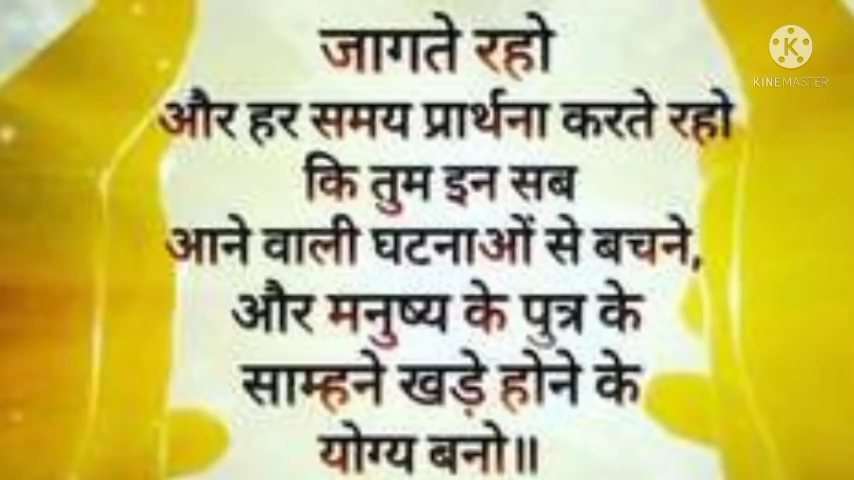 जागते रहो
और हर समय प्रार्थना करते रहो
कि तुम इन सब
आने वाली घटनाओं से बचने,
और मनुष्य के पुत्र के
साम्हने खड़े होने के
योग्य बनो॥
K
KINEMASTER